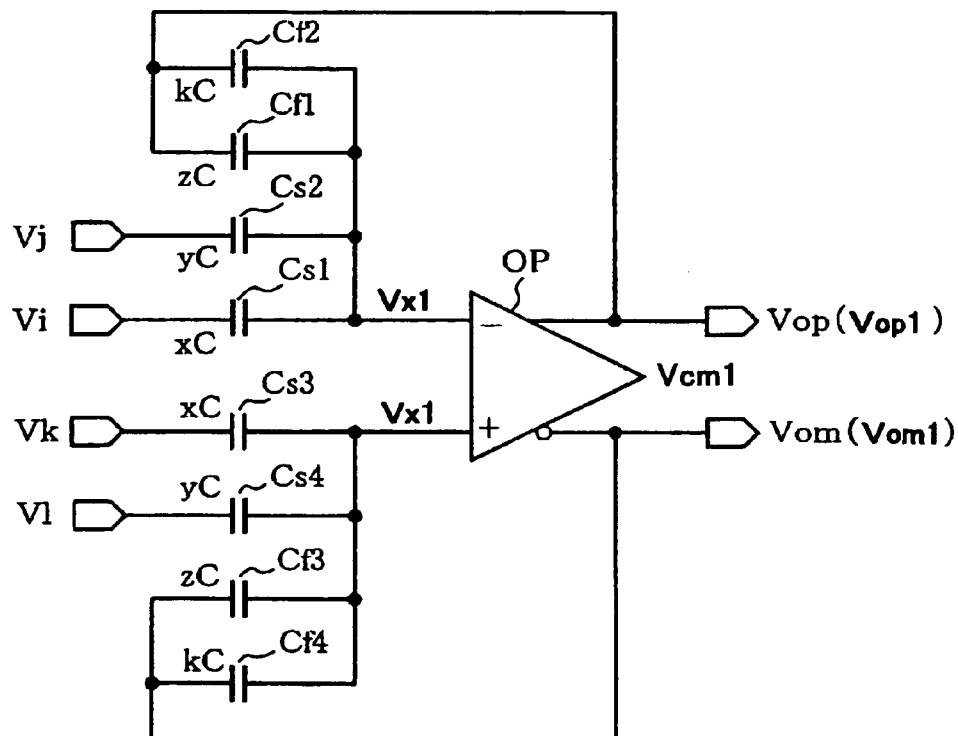 Cf2
kC
Cf1
zC
Cs2
Vj
yC
OP
Cs1
Vi
Vx1
−
Vop(Vop1)
xC
Vcm1
Cs3
xC
Vk
Vx1
+
Vom(Vom1)
Cs4
yC
Vl
Cf3
zC
Cf4
kC